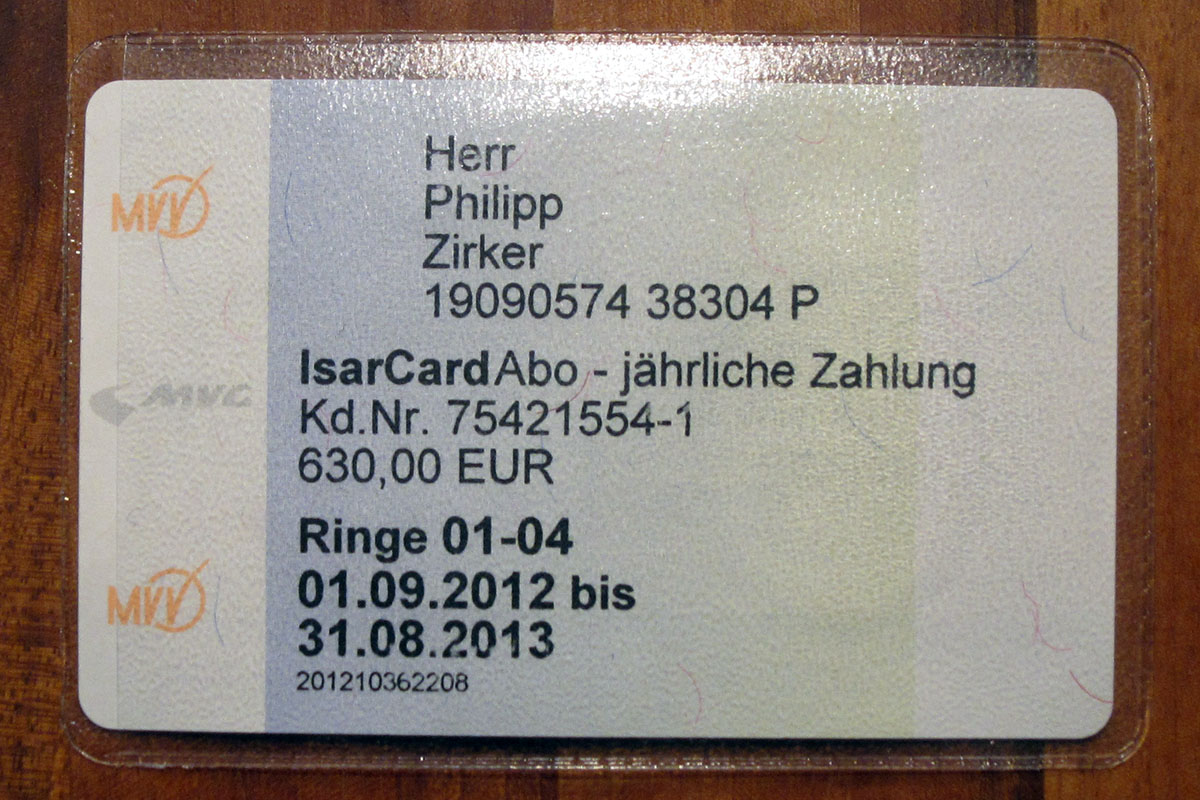 MVV
Herr
Philipp
Zirker
19090574 38304 P
MVG
IsarCardAbo - jährliche Zahlung
Kd.Nr. 75421554-1
630,00 EUR
Ringe 01-04
01.09.2012 bis
31.08.2013
MVV
201210362208